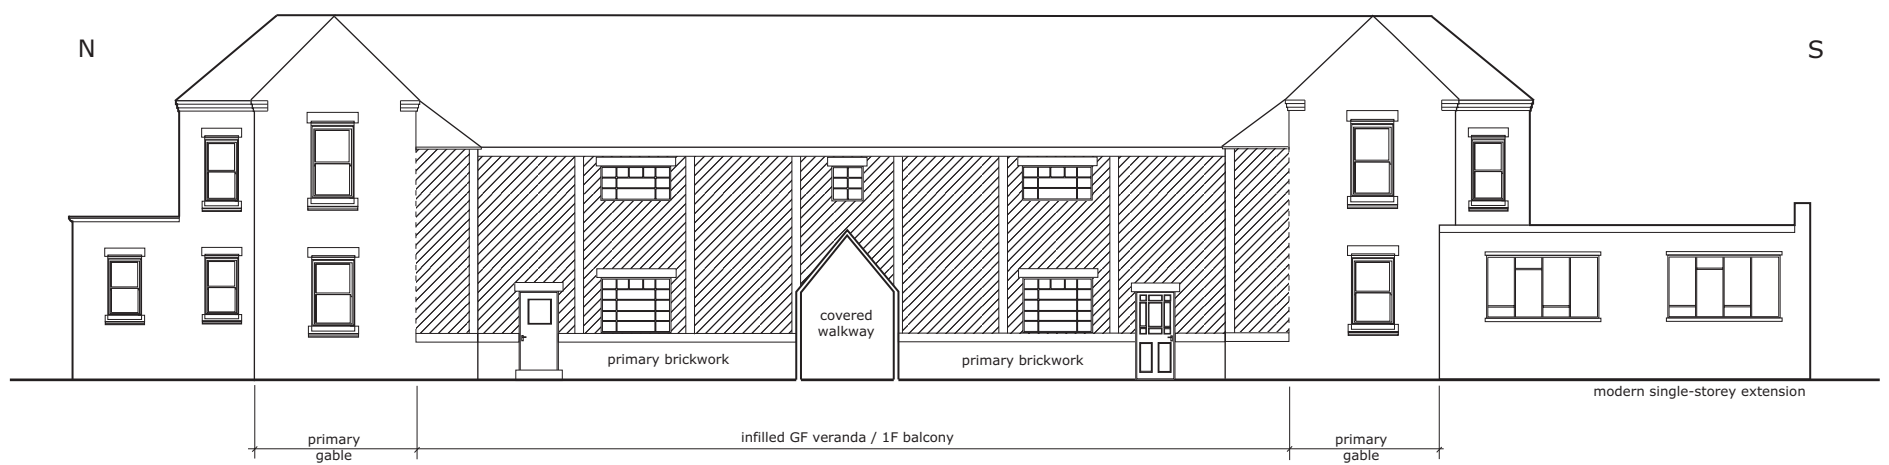 N
S
covered
walkway
primary brickwork
primary brickwork
modern single-storey extension
primary
gable
infilled GF veranda / 1F balcony
primary
gable